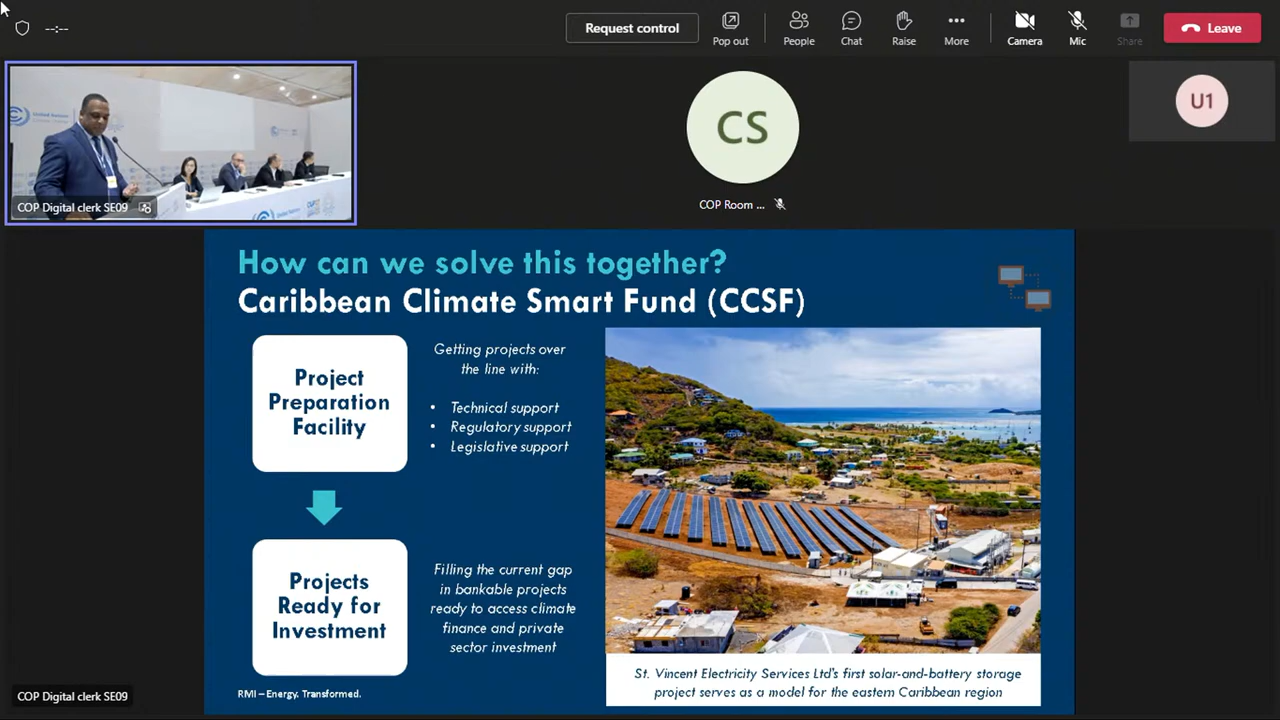 --:--
Request control
Pop out
People
Chat
Raise
More
Camera
Mic
Share
Leave
United Nations
COP Digital clerk SE09
CS
COP Room ...
U1
How can we solve this together?
Caribbean Climate Smart Fund (CCSF)
Project
Preparation
Facility
Getting projects over
the line with:
• Technical support
• Regulatory support
• Legislative support
Projects
Ready for
Investment
Filling the current gap
in bankable projects
ready to access climate
finance and private
sector investment
St. Vincent Electricity Services Ltd's first solar-and-battery storage
project serves as a model for the eastern Caribbean region
RMI – Energy. Transformed.
COP Digital clerk SE09